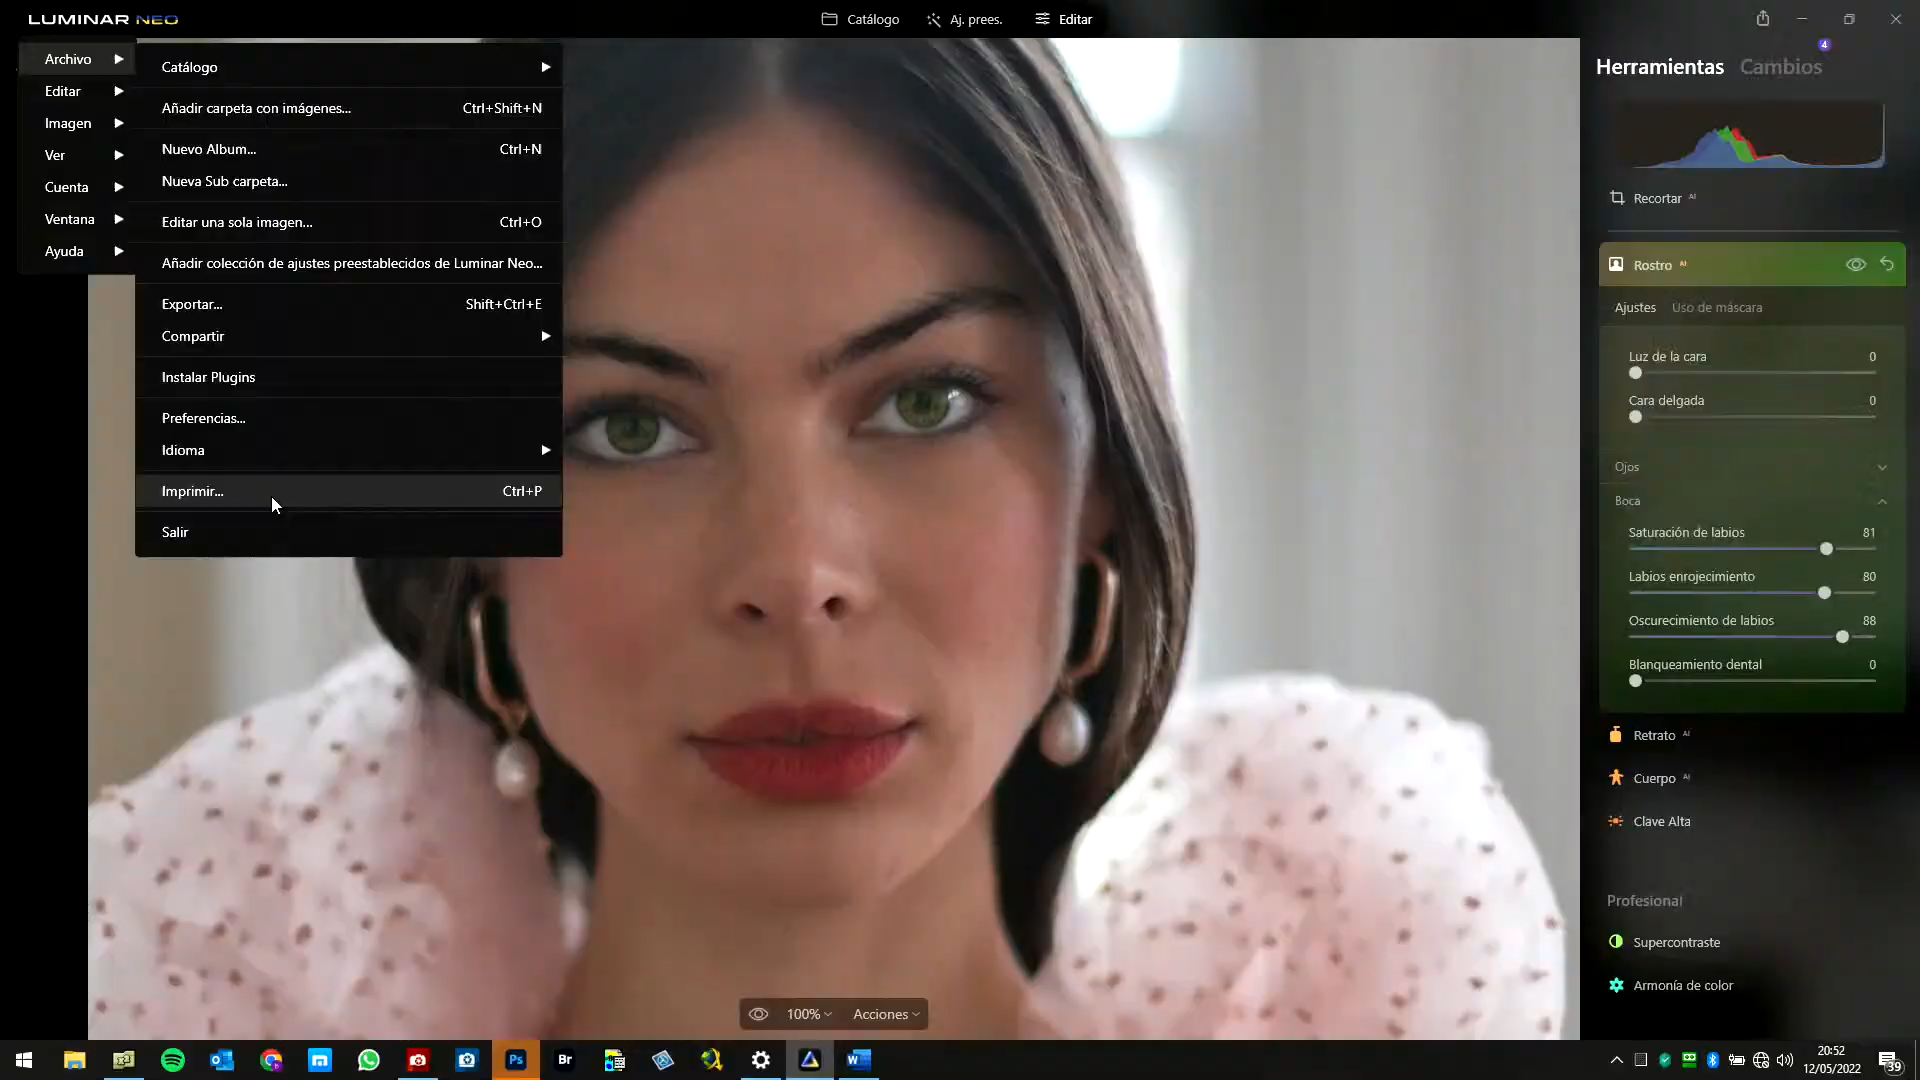 LUMINAR NEO
Catálogo
Aj. prees.
Editar
Archivo
Editar
Imagen
Ver
Cuenta
Ventana
Ayuda
Catálogo
Añadir carpeta con imágenes... Ctrl+Shift+N
Nuevo Album... Ctrl+N
Nueva Sub carpeta...
Editar una sola imagen... Ctrl+O
Añadir colección de ajustes preestablecidos de Luminar Neo...
Exportar... Shift+Ctrl+E
Compartir
Instalar Plugins
Preferencias...
Idioma
Imprimir... Ctrl+P
Salir
4
Herramientas Cambios
Recortar AI
Rostro AI
Ajustes Uso de máscara
Luz de la cara 0
Cara delgada 0
Ojos
Boca
Saturación de labios 81
Labios enrojecimiento 80
Oscurecimiento de labios 88
Blanqueamiento dental 0
Retrato AI
Cuerpo AI
Clave Alta
Profesional
Supercontraste
Armonía de color
100% Acciones
Ps
Br
20:52
12/05/2022
39